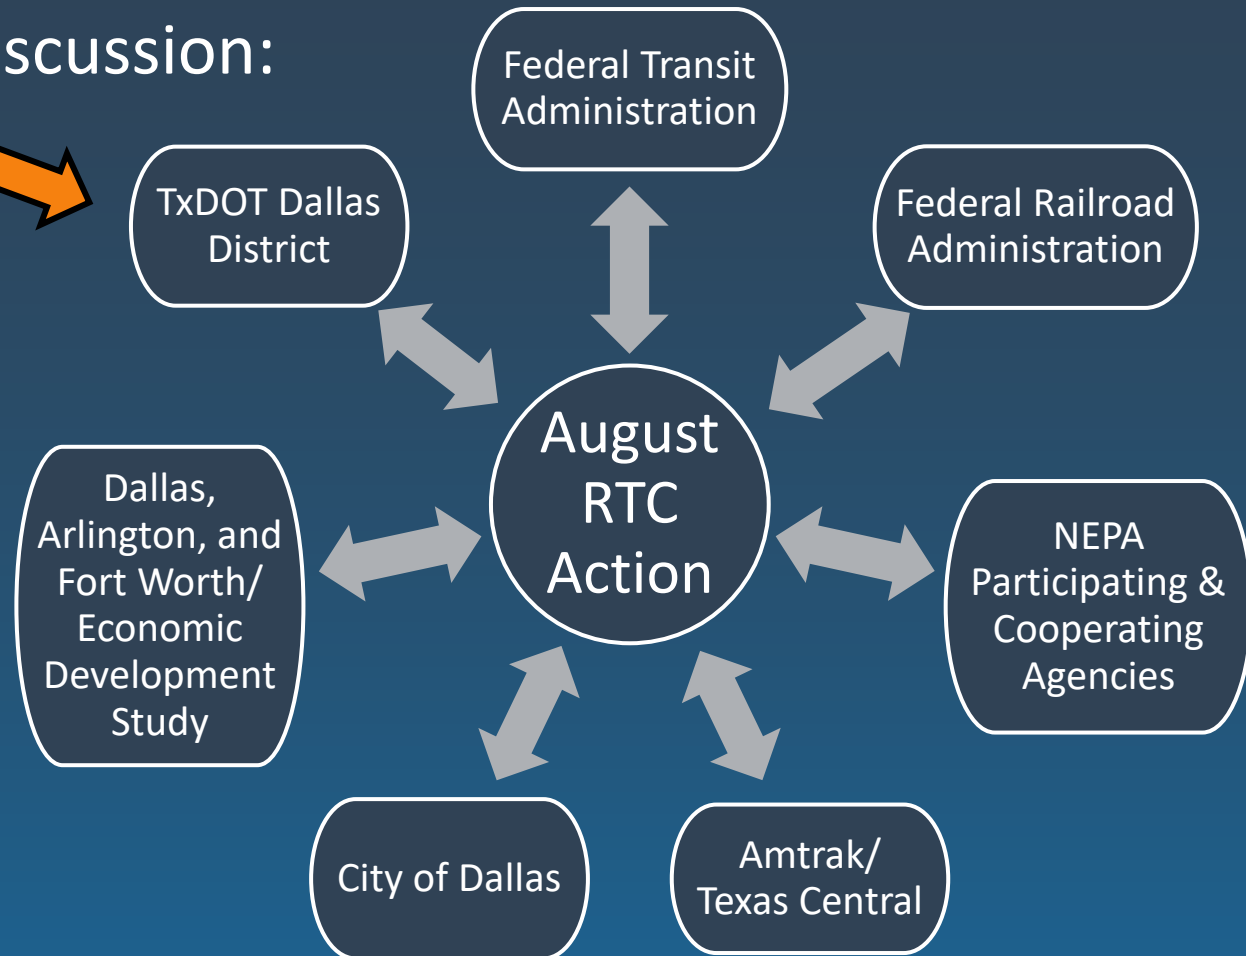 scussion:
Federal Transit
Administration
TxDOT Dallas
District
Federal Railroad
Administration
August
RTC
Action
Dallas,
Arlington, and
Fort Worth/
Economic
Development
Study
NEPA
Participating &
Cooperating
Agencies
City of Dallas
Amtrak/
Texas Central